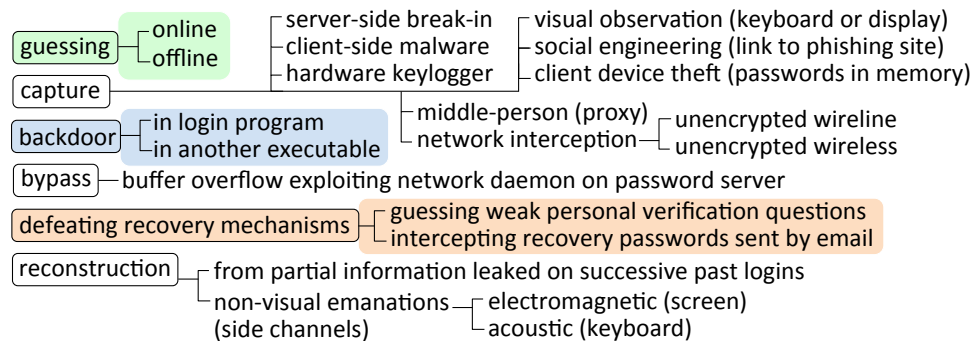 guessing
online
offline
server-side break-in
client-side malware
hardware keylogger
visual observation (keyboard or display)
social engineering (link to phishing site)
client device theft (passwords in memory)
capture
middle-person (proxy)
network interception
unencrypted wireline
unencrypted wireless
backdoor
in login program
in another executable
bypass
buffer overflow exploiting network daemon on password server
defeating recovery mechanisms
guessing weak personal verification questions
intercepting recovery passwords sent by email
reconstruction
from partial information leaked on successive past logins
non-visual emanations
(side channels)
electromagnetic (screen)
acoustic (keyboard)